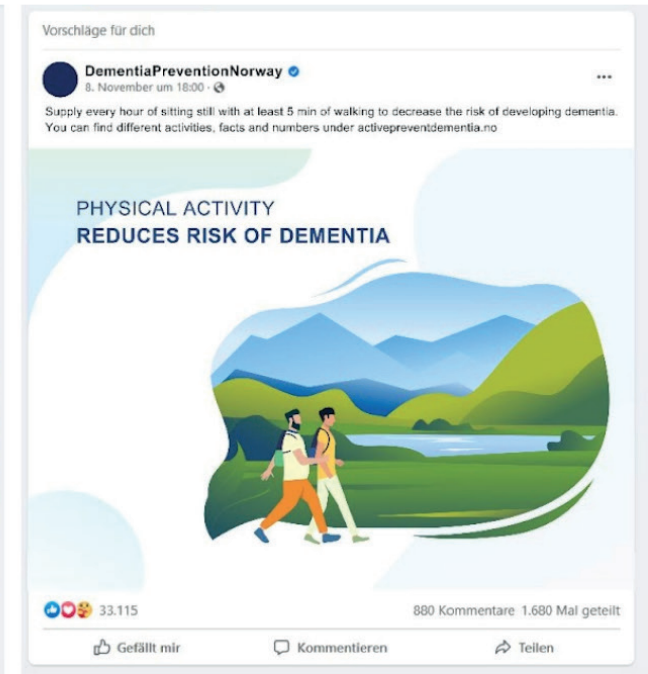 Vorschläge für dich
DementiaPreventionNorway
8. November um 18:00 ·
Supply every hour of sitting still with at least 5 min of walking to decrease the risk of developing dementia.
You can find different activities, facts and numbers under activepreventdementia.no
PHYSICAL ACTIVITY
REDUCES RISK OF DEMENTIA
33.115
880 Kommentare 1.680 Mal geteilt
Gefällt mir
Kommentieren
Teilen